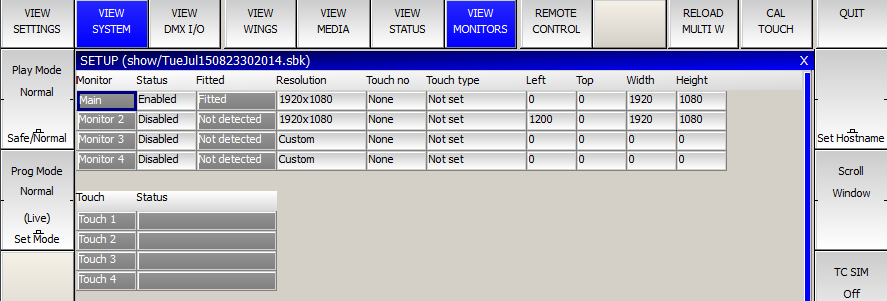 VIEW SETTINGS
VIEW SYSTEM
VIEW DMX I/O
VIEW WINGS
VIEW MEDIA
VIEW STATUS
VIEW MONITORS
REMOTE CONTROL
RELOAD MULTI W
CAL TOUCH
QUIT
SETUP (show/TueJul150823302014.sbk) X
Play Mode
Normal
Safe/Normal
Prog Mode
Normal
(Live)
Set Mode
Monitor Status Fitted Resolution Touch no Touch type Left Top Width Height
Main Enabled Fitted 1920x1080 None Not set 0 0 1920 1080
Monitor 2 Disabled Not detected 1920x1080 None Not set 1200 0 1920 1080
Monitor 3 Disabled Not detected Custom None Not set 0 0 0 0
Monitor 4 Disabled Not detected Custom None Not set 0 0 0 0
Touch Status
Touch 1
Touch 2
Touch 3
Touch 4
Set Hostname
Scroll
Window
TC SIM
Off